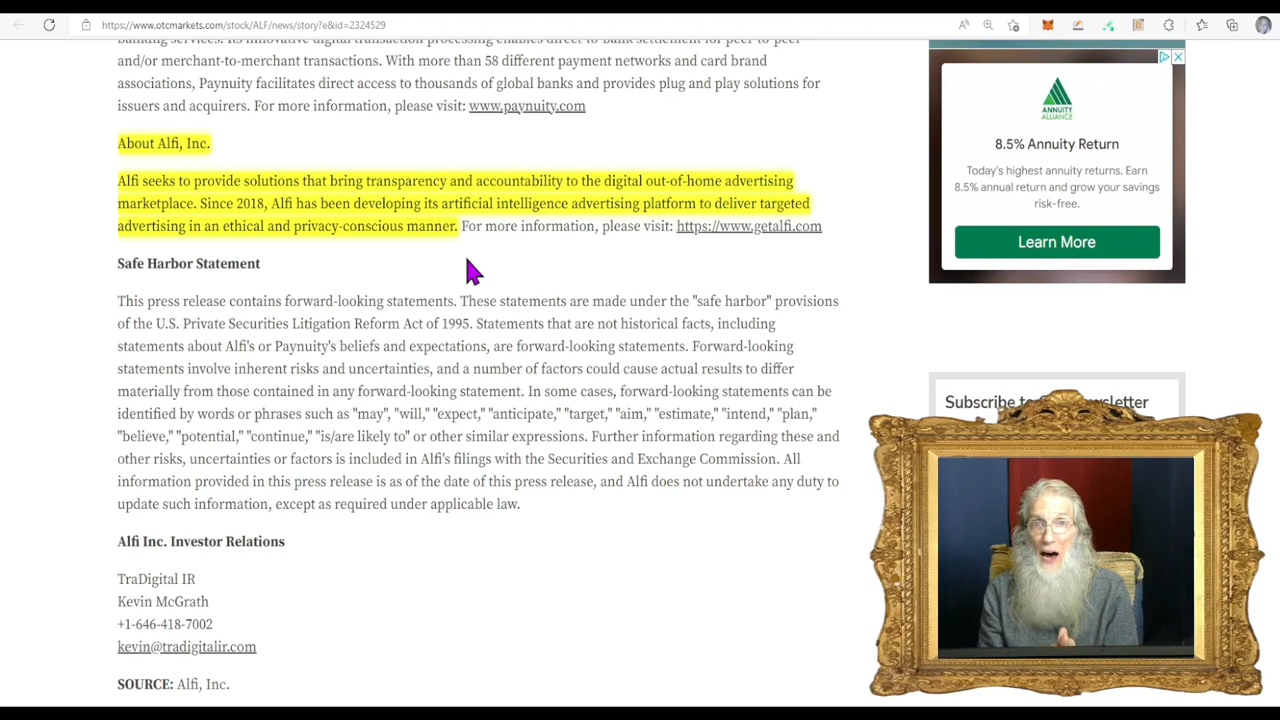 https://www.otcmarkets.com/stock/ALF/news/story?e&id=2324529
banking services. Its innovative digital transaction processing enables direct-to-bank settlement for peer-to-peer
and/or merchant-to-merchant transactions. With more than 58 different payment networks and card brand
associations, Paynuity facilitates direct access to thousands of global banks and provides plug and play solutions for
issuers and acquirers. For more information, please visit: www.paynuity.com
About Alfi, Inc.
Alfi seeks to provide solutions that bring transparency and accountability to the digital out-of-home advertising
marketplace. Since 2018, Alfi has been developing its artificial intelligence advertising platform to deliver targeted
advertising in an ethical and privacy-conscious manner. For more information, please visit: https://www.getalfi.com
Safe Harbor Statement
This press release contains forward-looking statements. These statements are made under the "safe harbor" provisions
of the U.S. Private Securities Litigation Reform Act of 1995. Statements that are not historical facts, including
statements about Alfi's or Paynuity's beliefs and expectations, are forward-looking statements. Forward-looking
statements involve inherent risks and uncertainties, and a number of factors could cause actual results to differ
materially from those contained in any forward-looking statement. In some cases, forward-looking statements can be
identified by words or phrases such as "may", "will," "expect," "anticipate," "target," "aim," "estimate," "intend," "plan,"
"believe," "potential," "continue," "is/are likely to" or other similar expressions. Further information regarding these and
other risks, uncertainties or factors is included in Alfi's filings with the Securities and Exchange Commission. All
information provided in this press release is as of the date of this press release, and Alfi does not undertake any duty to
update such information, except as required under applicable law.
Alfi Inc. Investor Relations
TraDigital IR
Kevin McGrath
+1-646-418-7002
kevin@tradigitalir.com
SOURCE: Alfi, Inc.
ANNUITY
ALLIANCE
8.5% Annuity Return
Today's highest annuity returns. Earn
8.5% annual return and grow your savings
risk-free.
Learn More
Subscribe to